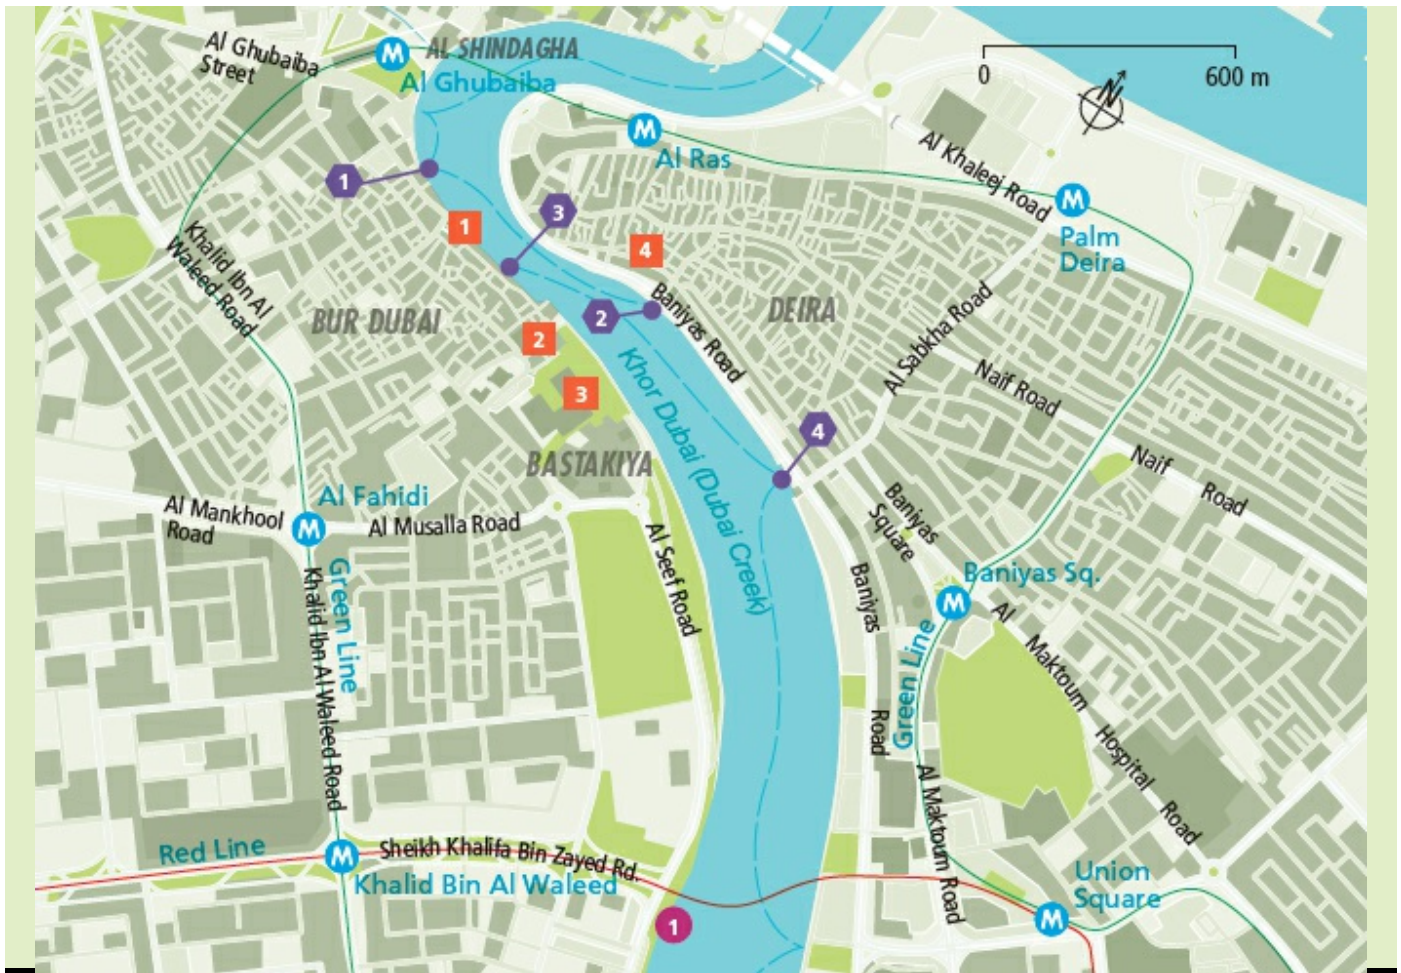 Al Ghubaiba
Street
M
AL SHINDAGHA
Al Ghubaiba
0
600 m
N
M
Al Ras
Al Khaleej Road
1
3
M
Palm
Deira
1
4
Khalid Ibn Al
Waleed Road
BUR DUBAI
2
Baniyas Road
DEIRA
Al Sabkha Road
2
Khor Dubai (Dubai Creek)
Naif Road
3
4
BASTAKIYA
Naif Road
Al Fahidi
Al Mankhool
Road
M
Al Musalla Road
Baniyas
Square
Al Seef Road
Green Line
Khalid Ibn Al Waleed Road
Baniyas Road
Baniyas Sq.
M
Green Line
Al Maktoum Hospital Road
Al Maktoum Road
Red Line
M
Sheikh Khalifa Bin Zayed Rd.
Khalid Bin Al Waleed
Union
Square
M
1